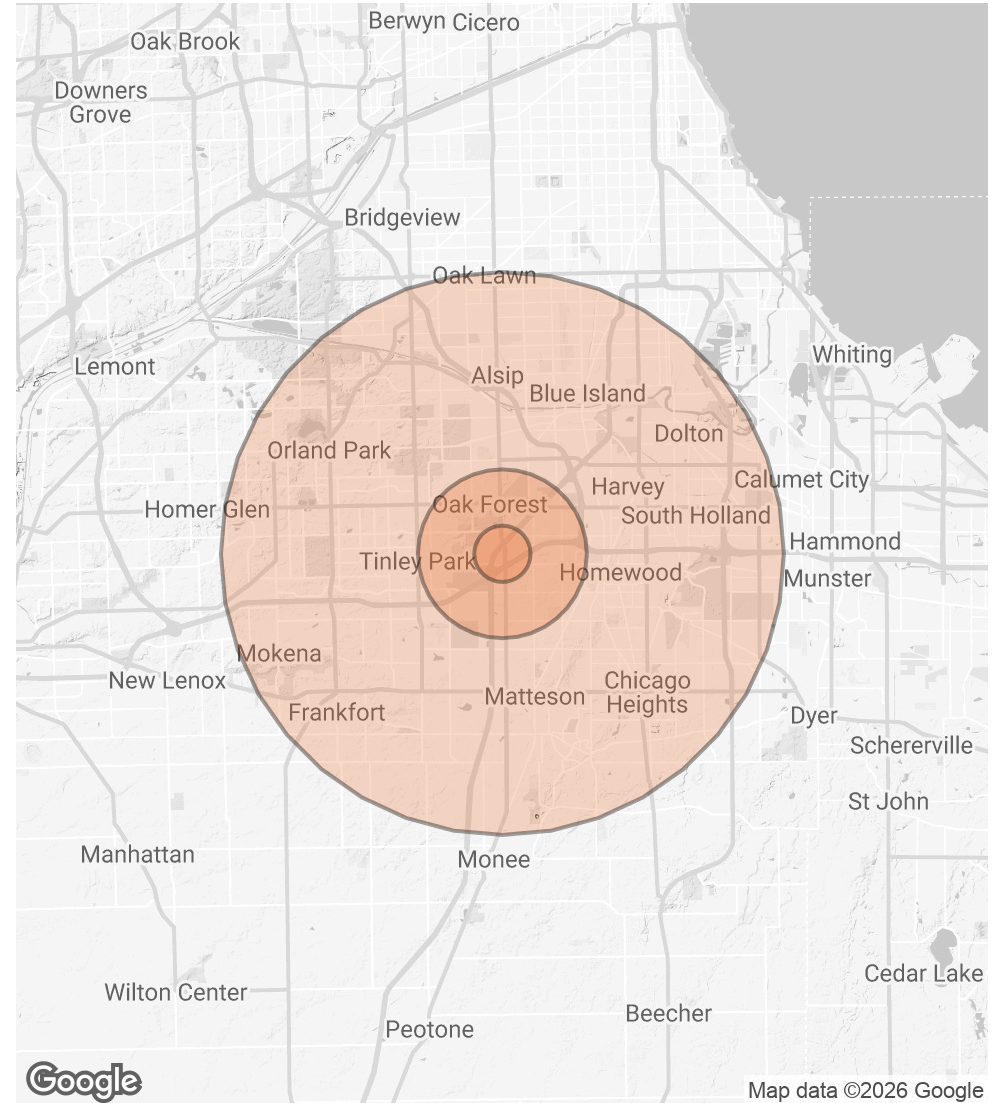 Berwyn Cicero
Oak Brook
Downers
Grove
Bridgeview
Oak Lawn
Whiting
Lemont
Alsip
Blue Island
Dolton
Orland Park
Calumet City
Harvey
Oak Forest
Homer Glen
South Holland
Hammond
Tinley Park
Homewood
Munster
Mokena
New Lenox
Chicago
Heights
Matteson
Frankfort
Dyer
Schererville
St John
Manhattan
Monee
Cedar Lake
Wilton Center
Beecher
Peotone
Google
Map data ©2026 Google